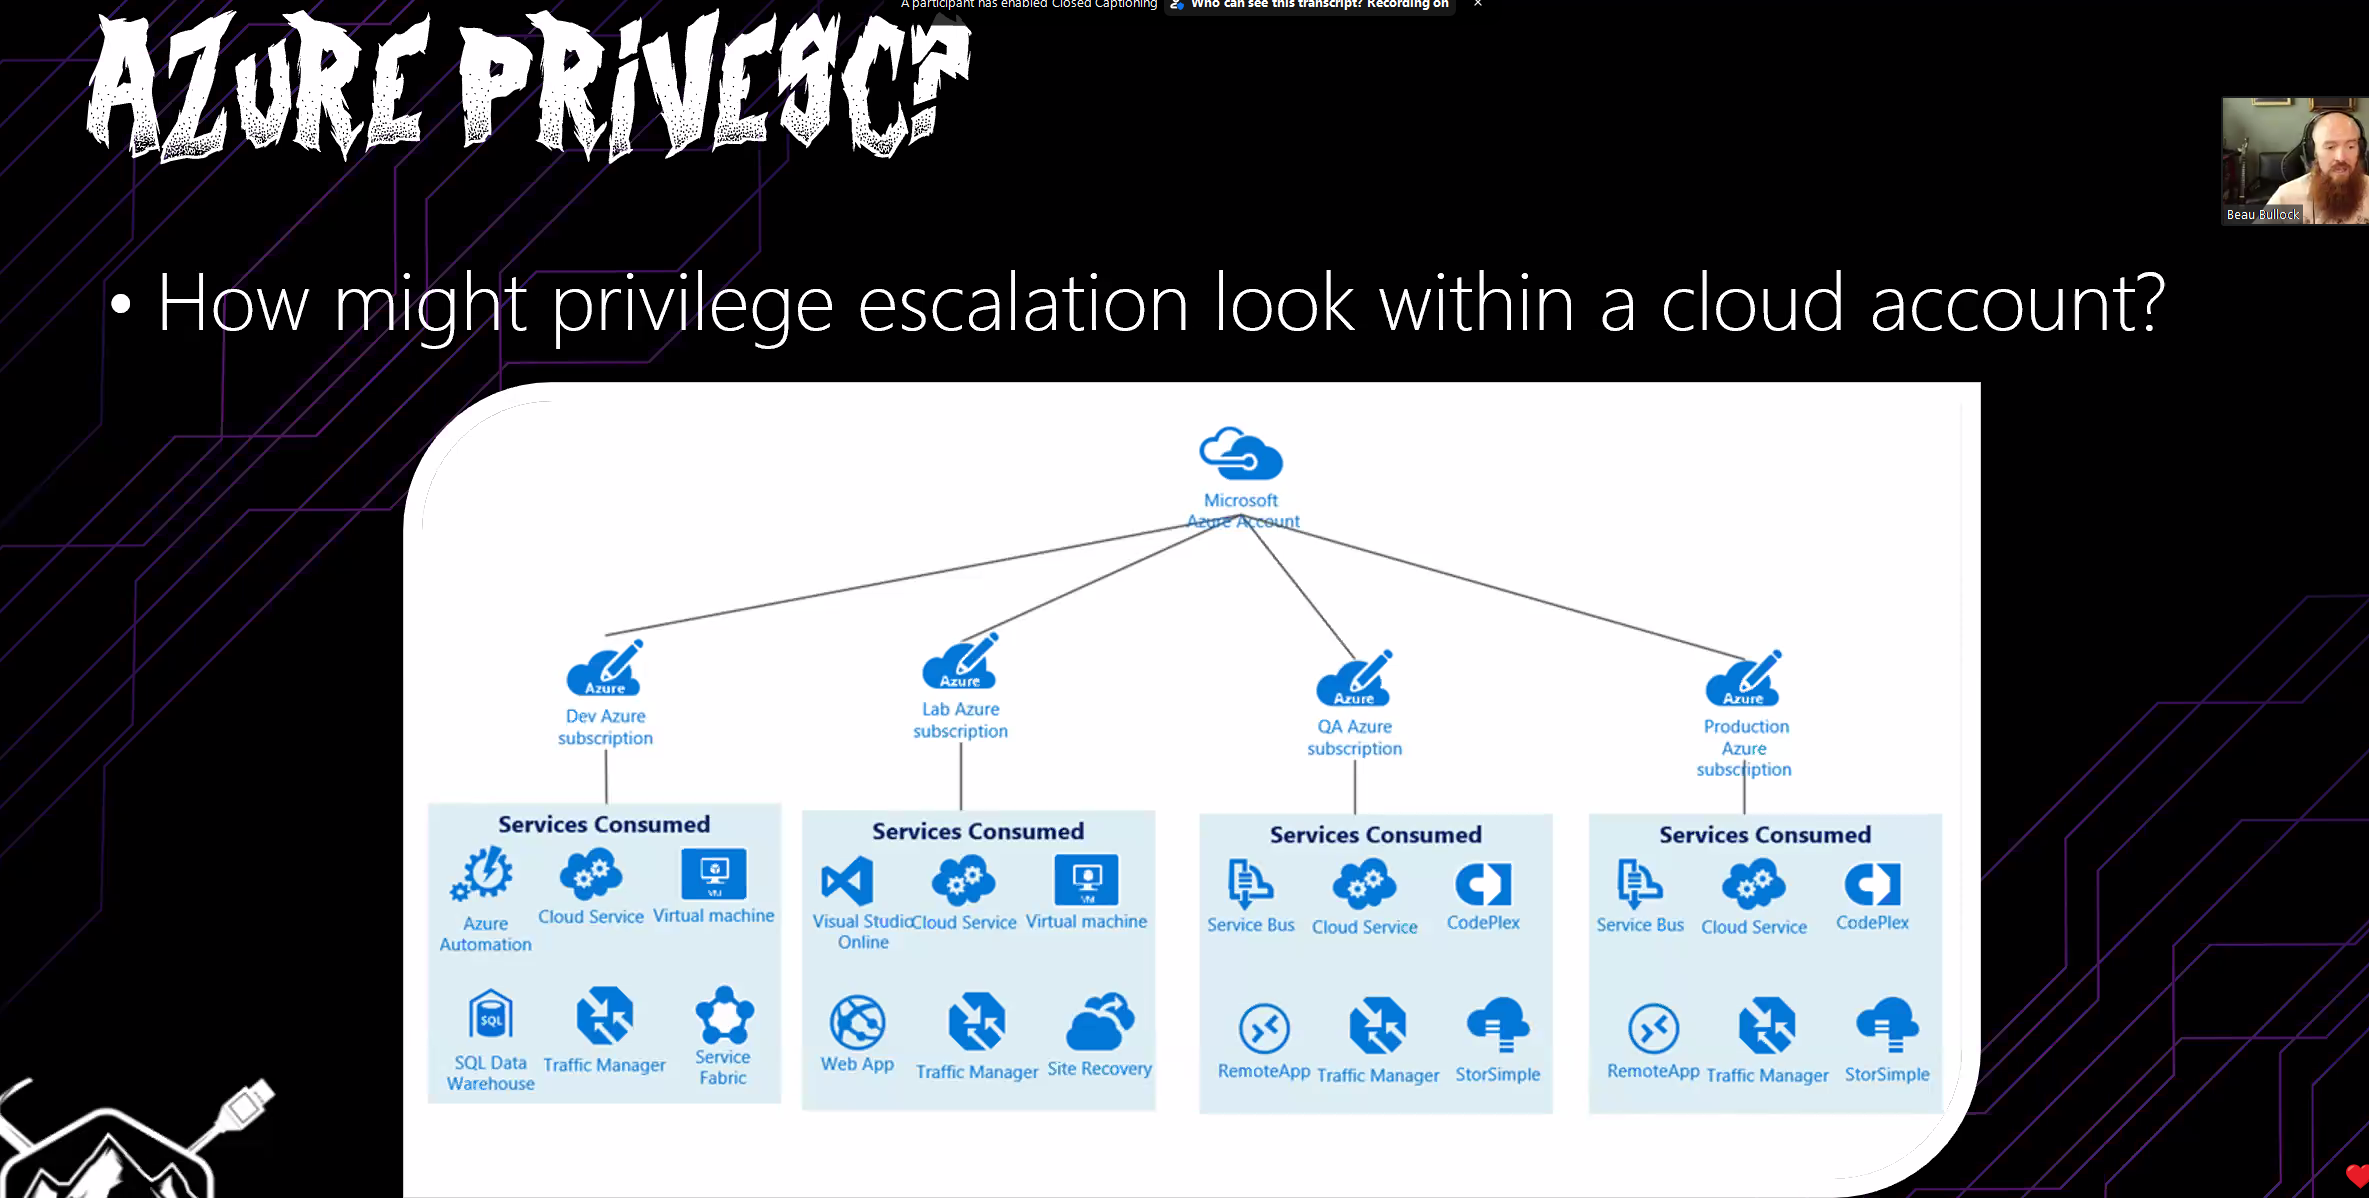 A participant has enabled Closed Captioning Who can see this transcript? Recording on ×
AZURE PRIVESC?
Beau Bullock
• How might privilege escalation look within a cloud account?
Microsoft
Azure Account
Azure
Dev Azure
subscription
Azure
Lab Azure
subscription
Azure
QA Azure
subscription
Azure
Production
Azure
subscription
Services Consumed
Azure
Automation
Cloud Service
VM
Virtual machine
SQL
SQL Data
Warehouse
Traffic Manager
Service
Fabric
Services Consumed
Visual Studio
Online
Cloud Service
VM
Virtual machine
Web App
Traffic Manager
Site Recovery
Services Consumed
Service Bus
Cloud Service
CodePlex
RemoteApp
Traffic Manager
StorSimple
Services Consumed
Service Bus
Cloud Service
CodePlex
RemoteApp
Traffic Manager
StorSimple